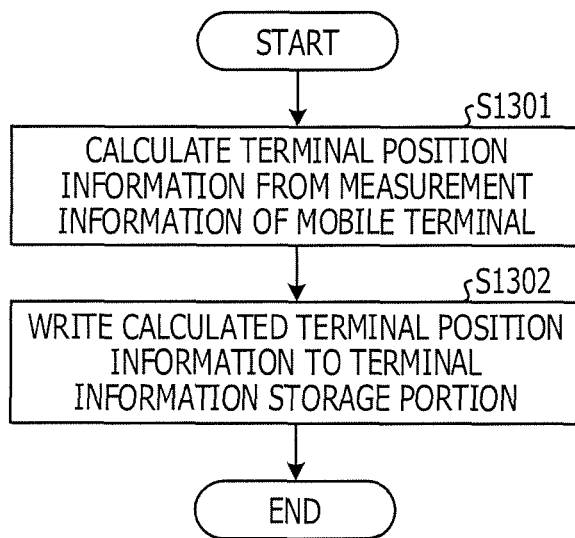 START
S1301
CALCULATE TERMINAL POSITION
INFORMATION FROM MEASUREMENT
INFORMATION OF MOBILE TERMINAL
S1302
WRITE CALCULATED TERMINAL POSITION
INFORMATION TO TERMINAL
INFORMATION STORAGE PORTION
END